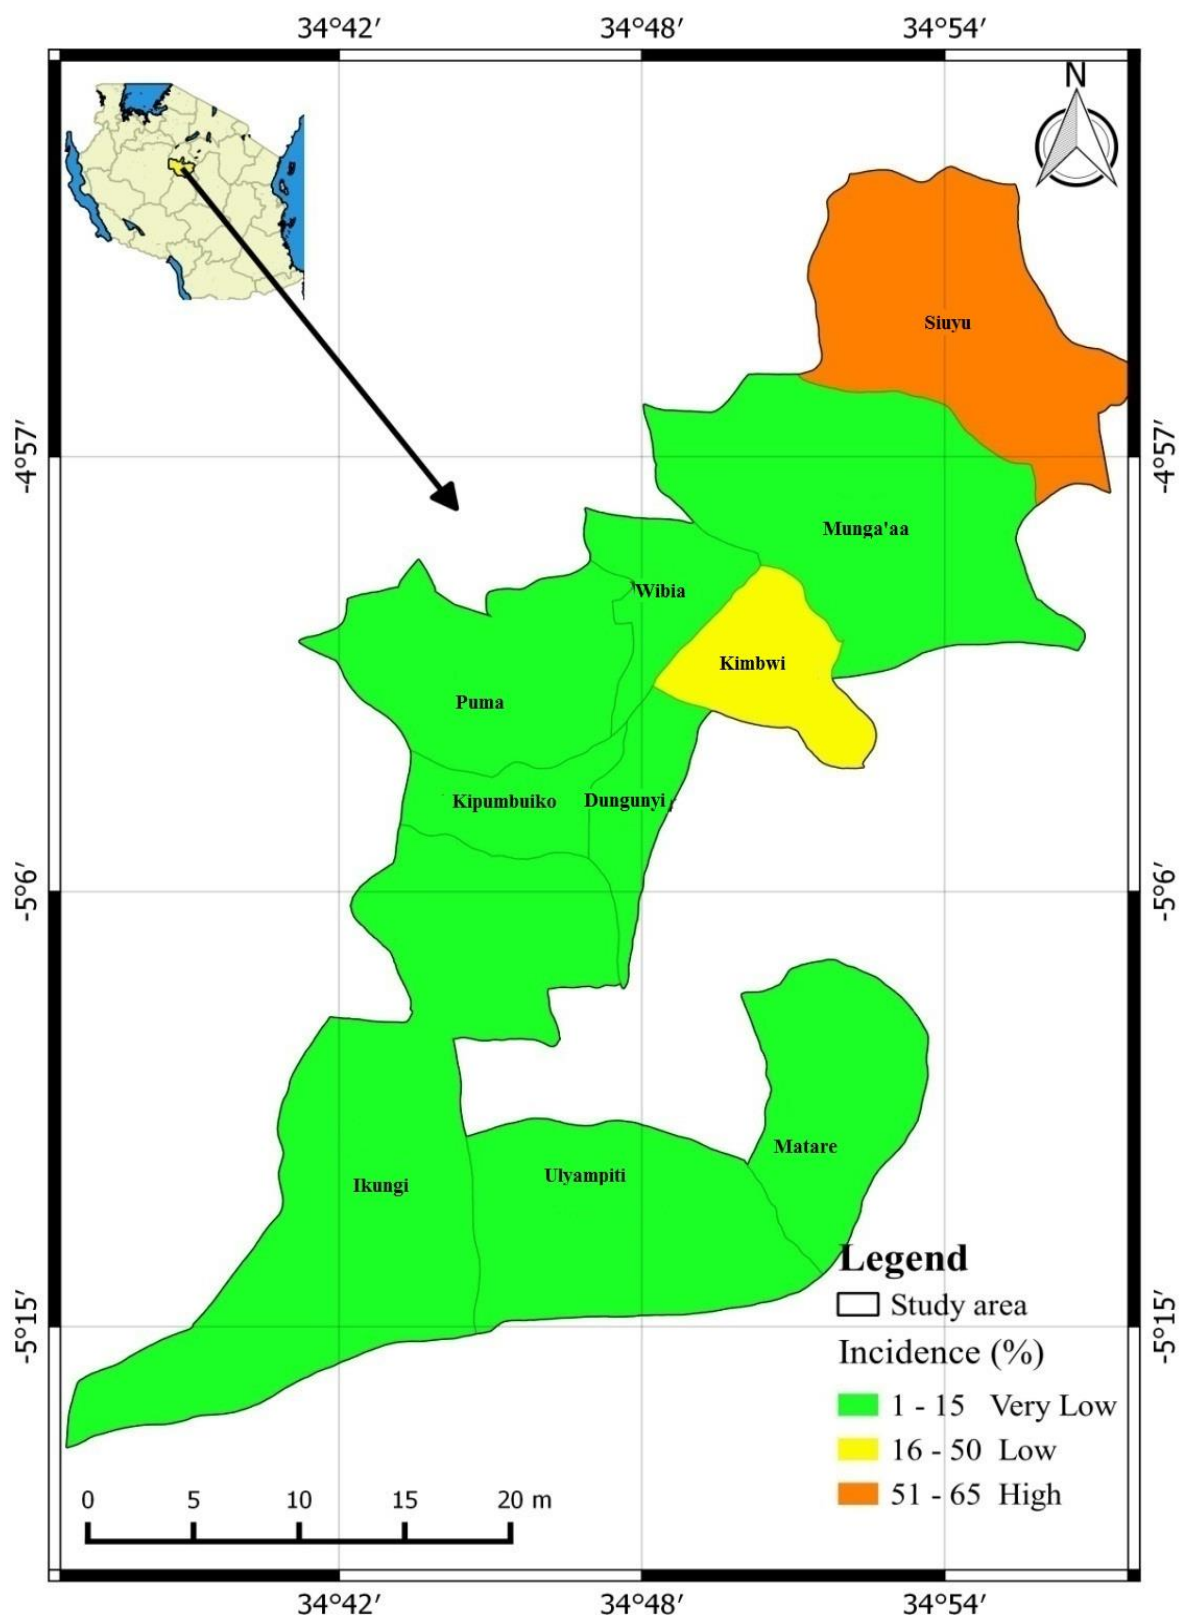 34°42′ 34°48′ 34°54′
N
Siuyu
-4°57′ -4°57′
Munga'aa
Wibia
Kimbwi
Puma
Kipumbuiko Dungunyi
-5°6′ -5°6′
Matare
Ulyampiti
Ikungi
-5°15′ -5°15′
Legend
Study area
Incidence (%)
1 - 15 Very Low
16 - 50 Low
51 - 65 High
0 5 10 15 20 m
34°42′ 34°48′ 34°54′